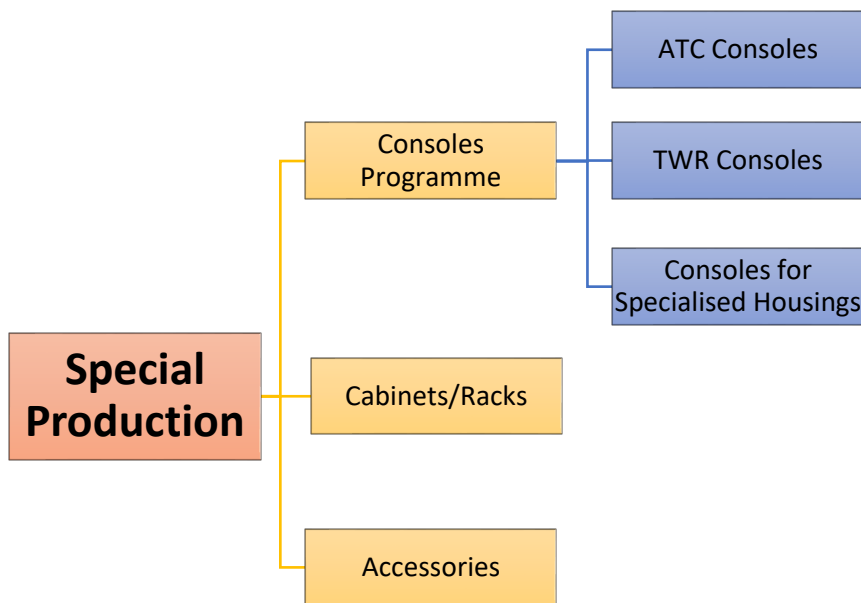 ATC Consoles
Consoles
Programme
TWR Consoles
Consoles for
Specialised Housings
Special
Production
Cabinets/Racks
Accessories